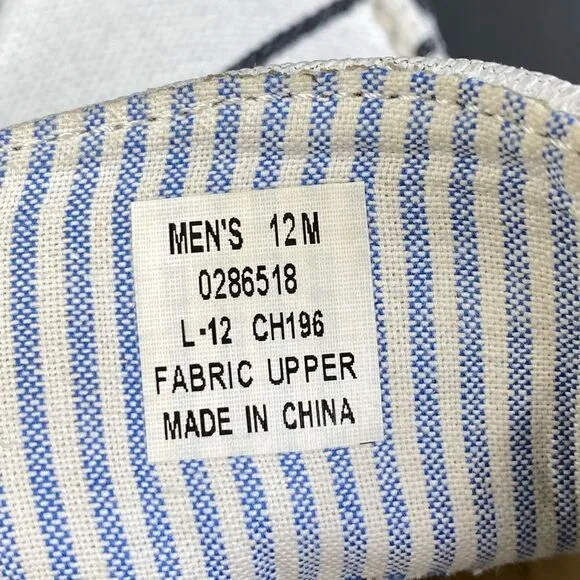 MEN'S 12M
0286518
L-12 CH196
FABRIC UPPER
MADE IN CHINA